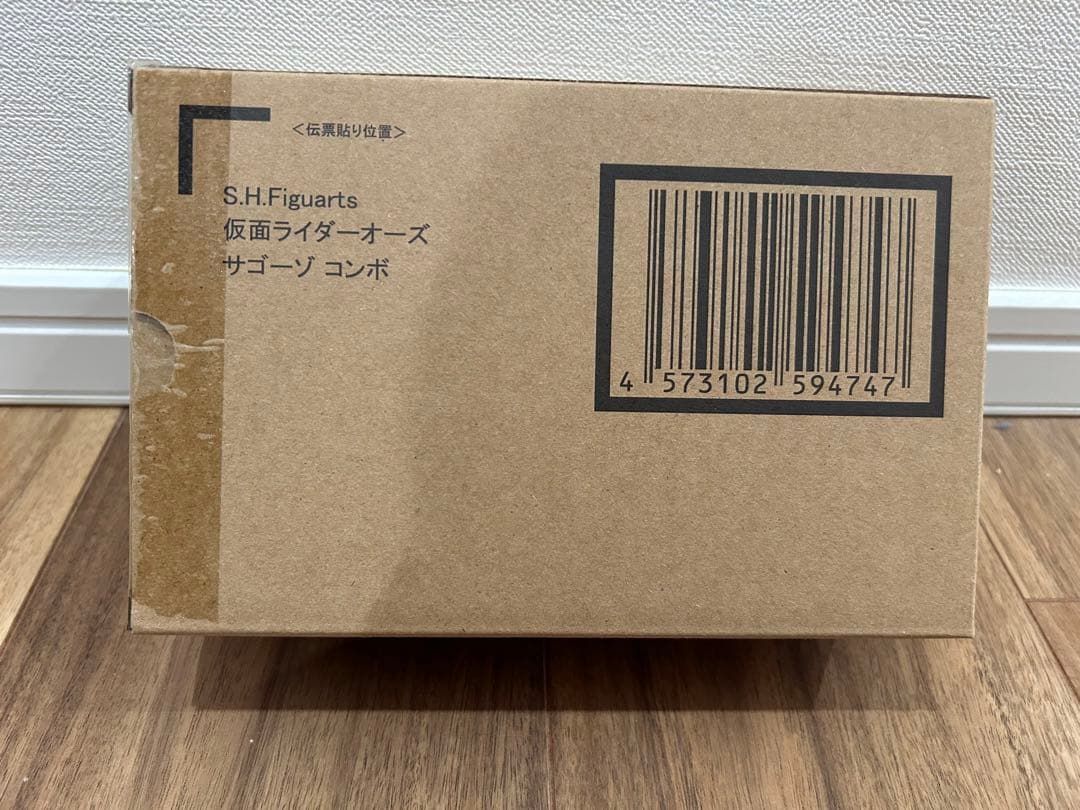 ＜伝票貼り位置＞
S.H.Figuarts
仮面ライダーオーズ
サゴーゾ コンボ
4 573102 594747